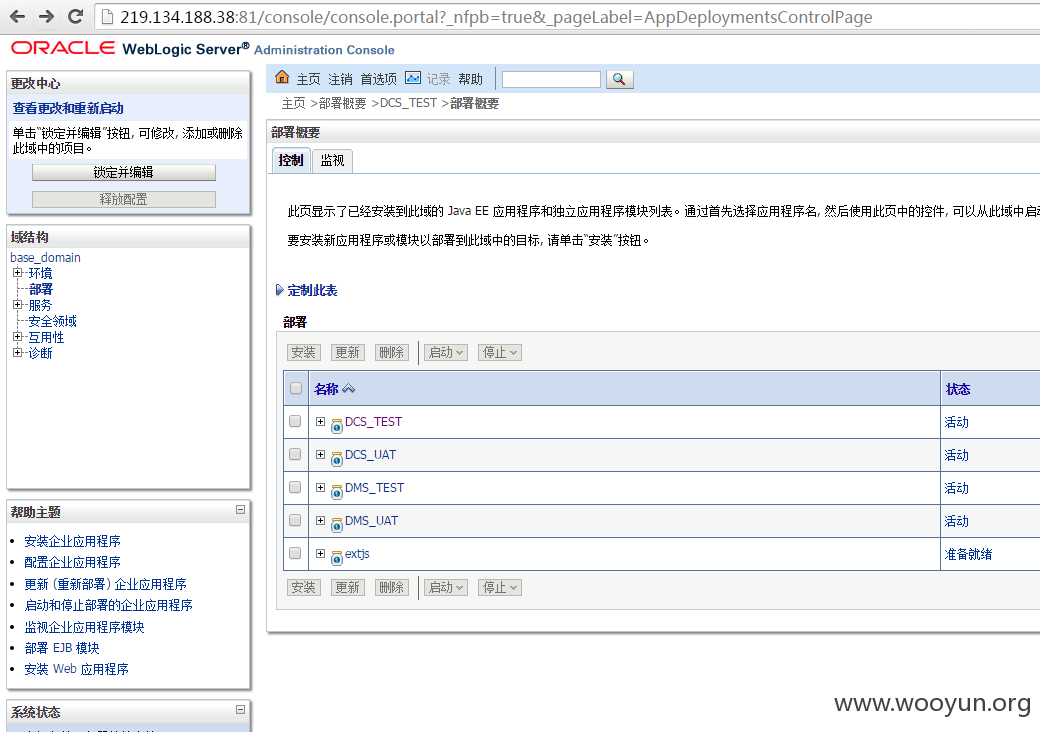 219.134.188.38:81/console/console.portal?_nfpb=true&_pageLabel=AppDeploymentsControlPage
ORACLE WebLogic Server® Administration Console
更改中心
查看更改和重新启动
单击“锁定并编辑”按钮, 可修改, 添加或删除
此域中的项目。
锁定并编辑
释放配置
域结构
base_domain
环境
部署
服务
安全领域
互用性
诊断
帮助主题
安装企业应用程序
配置企业应用程序
更新 (重新部署) 企业应用程序
启动和停止部署的企业应用程序
监视企业应用程序模块
部署 EJB 模块
安装 Web 应用程序
系统状态
主页 注销 首选项 记录 帮助
主页 >部署概要 >DCS_TEST >部署概要
部署概要
控制 监视
此页显示了已经安装到此域的 Java EE 应用程序和独立应用程序模块列表。通过首先选择应用程序名, 然后使用此页中的控件, 可以从此域中启动
要安装新应用程序或模块以部署到此域中的目标, 请单击“安装”按钮。
定制此表
部署
安装 更新 删除 启动 停止
名称 状态
DCS_TEST 活动
DCS_UAT 活动
DMS_TEST 活动
DMS_UAT 活动
extjs 准备就绪
安装 更新 删除 启动 停止
www.wooyun.org